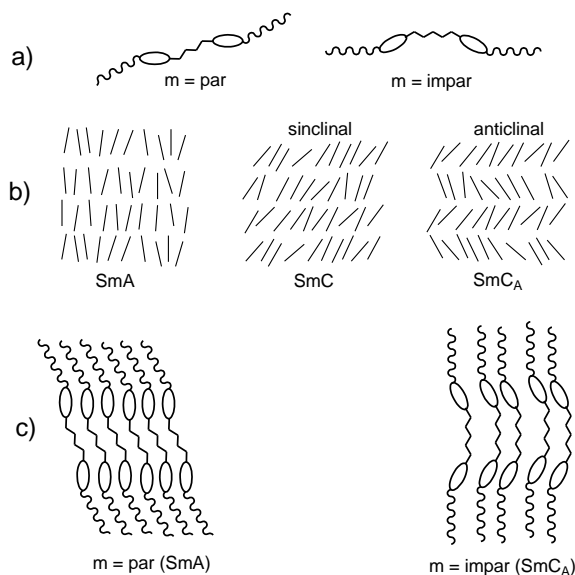 a)
m = par
m = impar
b)
sinclinal
anticlinal
SmA
SmC
SmC_A
c)
m = par (SmA)
m = impar (SmC_A)